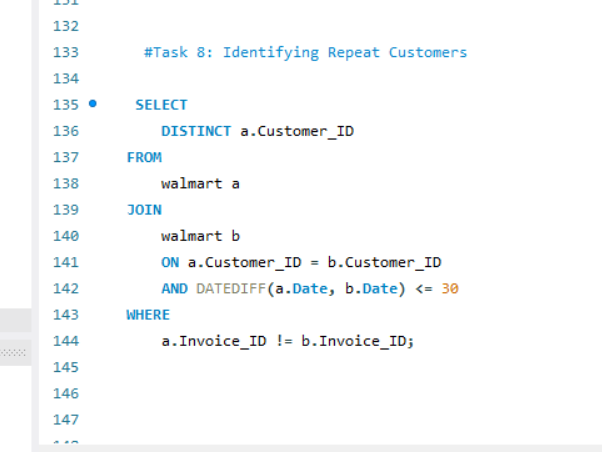 131
132
133 #Task 8: Identifying Repeat Customers
134
135 SELECT
136 DISTINCT a.Customer_ID
137 FROM
138 walmart a
139 JOIN
140 walmart b
141 ON a.Customer_ID = b.Customer_ID
142 AND DATEDIFF(a.Date, b.Date) <= 30
143 WHERE
144 a.Invoice_ID != b.Invoice_ID;
145
146
147